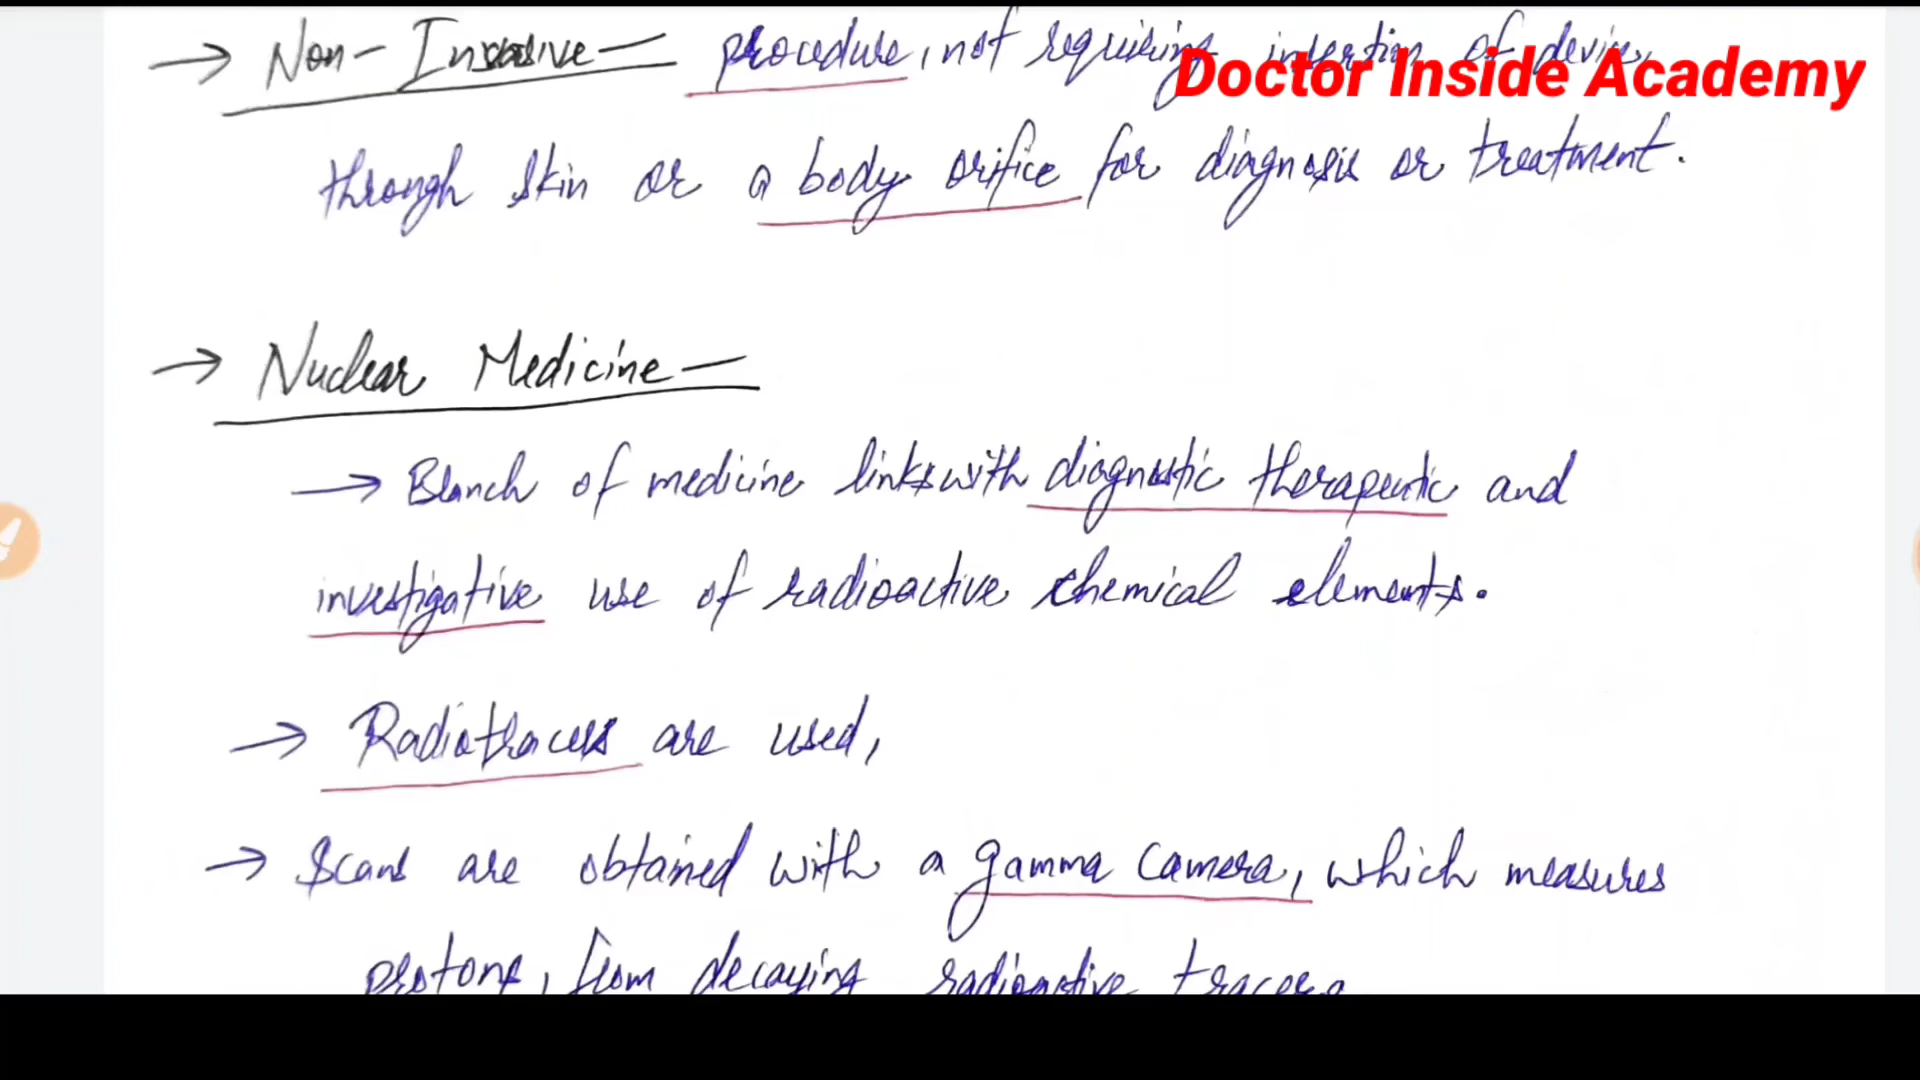 → Non-Invasive— procedure, not requiring insertion of device,
Doctor Inside Academy
through skin or a body orifice for diagnosis or treatment.
→ Nuclear Medicine—
→ Branch of medicine links with diagnostic therapeutic and
investigative use of radioactive chemical elements.
→ Radiotracers are used,
→ Scans are obtained with a gamma camera, which measures
protons, from decaying radioactive tracers